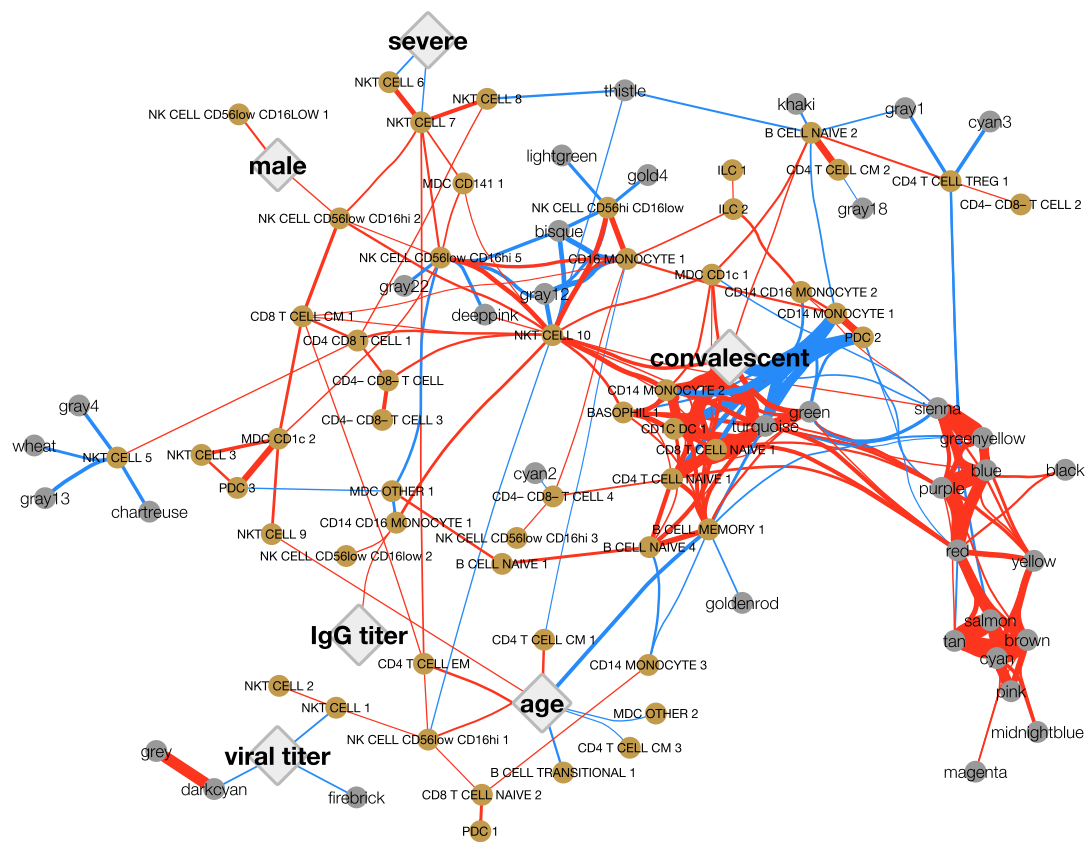 severe
NKT CELL 6
thistle
NKT CELL 8
khaki
gray1
NK CELL CD56low CD16LOW 1
NKT CELL 7
cyan3
B CELL NAIVE 2
lightgreen
male
gold4
ILC 1
CD4 T CELL CM 2
MDC CD141 1
CD4 T CELL TREG 1
NK CELL CD56hi CD16low
ILC 2
gray18
CD4– CD8– T CELL 2
NK CELL CD56low CD16hi 2
bisque
NK CELL CD56low CD16hi 5
CD16 MONOCYTE 1
MDC CD1c 1
gray22
gray12
CD14 CD16 MONOCYTE 2
deeppink
CD14 MONOCYTE 1
CD8 T CELL CM 1
NKT CELL 10
PDC 2
CD4 CD8 T CELL 1
convalescent
CD4– CD8– T CELL
CD14 MONOCYTE 2
gray4
CD4– CD8– T CELL 3
BASOPHIL 1
green
sienna
CD1C DC 1
turquoise
wheat
MDC CD1c 2
greenyellow
NKT CELL 5
NKT CELL 3
CD8 T CELL NAIVE 1
blue
black
cyan2
CD4 T CELL NAIVE 1
gray13
PDC 3
MDC OTHER 1
CD4– CD8– T CELL 4
purple
chartreuse
CD14 CD16 MONOCYTE 1
B CELL MEMORY 1
NKT CELL 9
NK CELL CD56low CD16hi 3
NK CELL CD56low CD16low 2
B CELL NAIVE 4
red
B CELL NAIVE 1
yellow
goldenrod
IgG titer
salmon
CD4 T CELL CM 1
tan
brown
CD4 T CELL EM
CD14 MONOCYTE 3
cyan
NKT CELL 2
pink
age
NKT CELL 1
MDC OTHER 2
midnightblue
NK CELL CD56low CD16hi 1
grey
viral titer
CD4 T CELL CM 3
B CELL TRANSITIONAL 1
magenta
darkcyan
firebrick
CD8 T CELL NAIVE 2
PDC 1